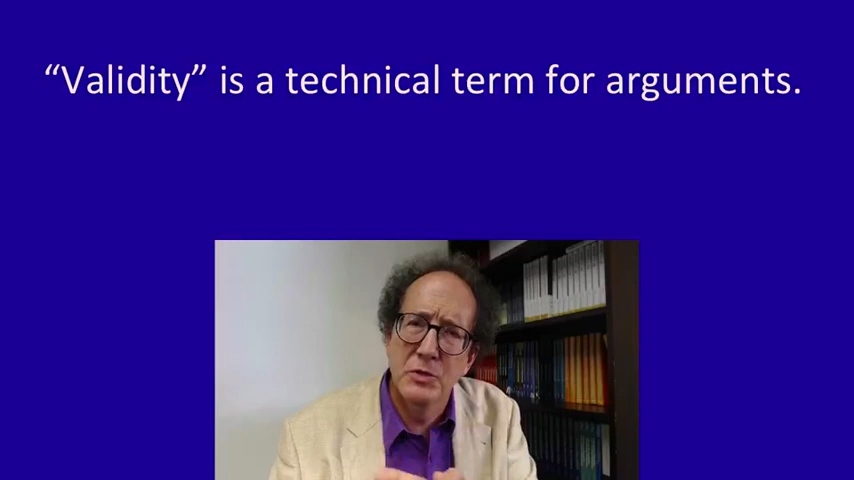 “Validity” is a technical term for arguments.